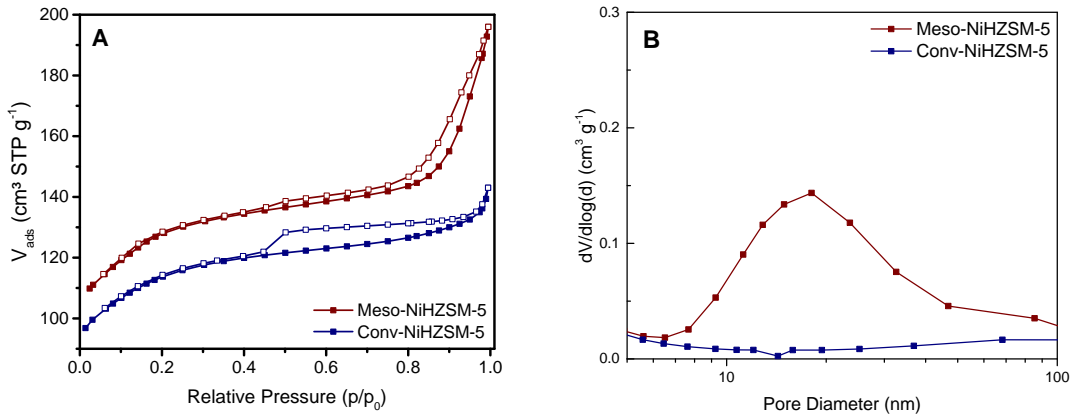 A
V_ads (cm³ STP g⁻¹)
200
180
160
140
120
100
0.0 0.2 0.4 0.6 0.8 1.0
Relative Pressure (p/p₀)
Meso-NiHZSM-5
Conv-NiHZSM-5
B
Meso-NiHZSM-5
Conv-NiHZSM-5
dV/dlog(d) (cm³ g⁻¹)
0.3
0.2
0.1
0.0
10 100
Pore Diameter (nm)